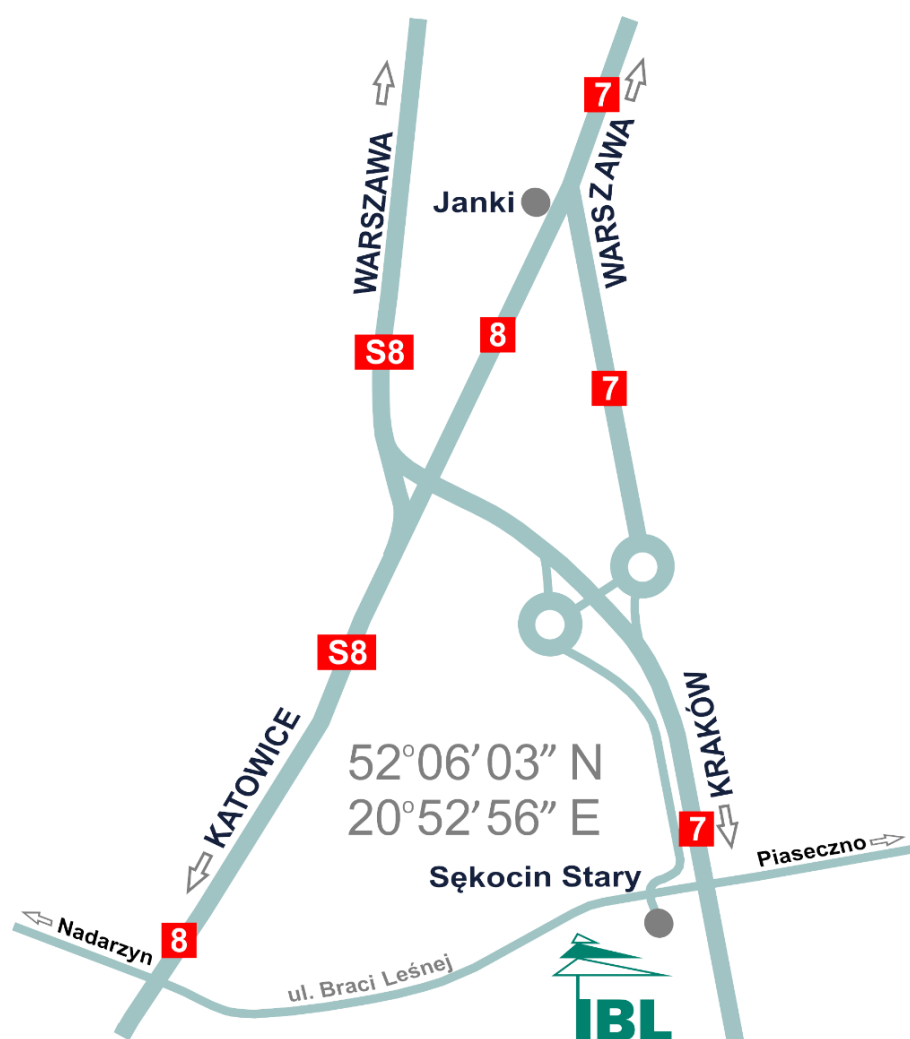 7
WARSZAWA
WARSZAWA
Janki
8
S8
7
S8
KRAKÓW
KATOWICE
52°06′03″ N
20°52′56″ E
7
Piaseczno
Sękocin Stary
Nadarzyn
8
ul. Braci Leśnej
IBL